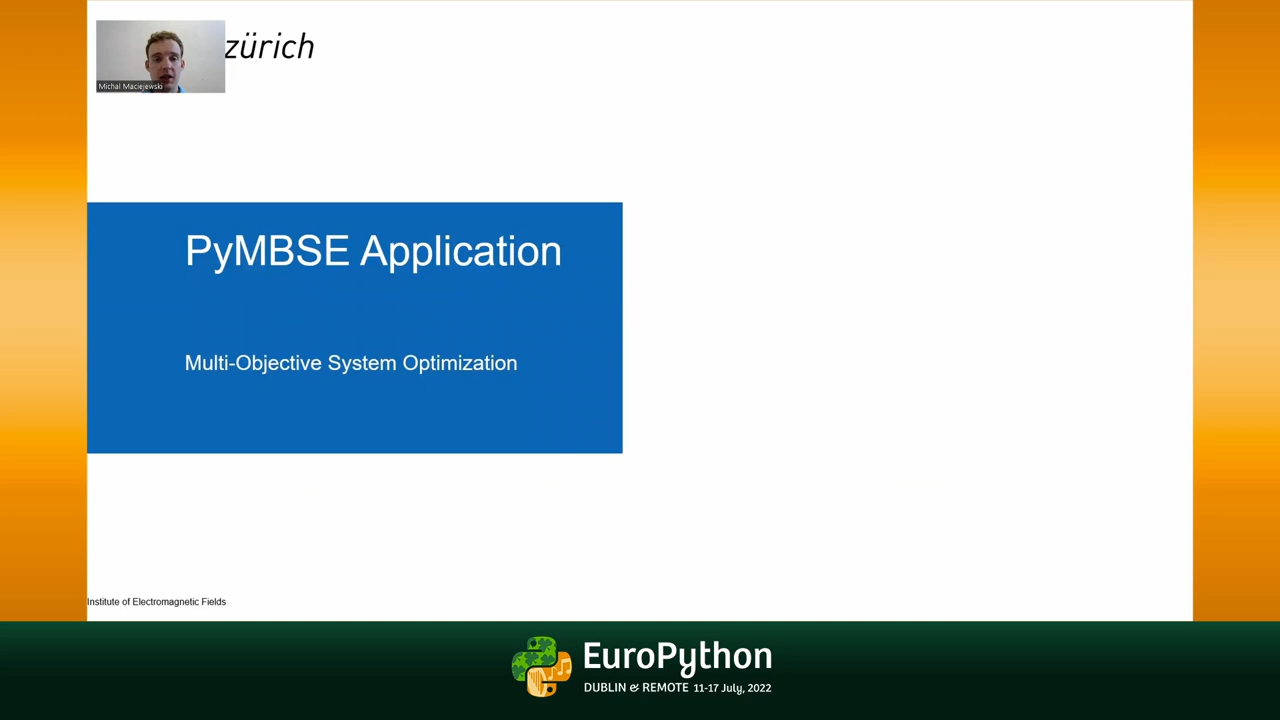 zürich
Michal Maciejewski
PyMBSE Application
Multi-Objective System Optimization
Institute of Electromagnetic Fields
EuroPython
DUBLIN & REMOTE 11-17 July, 2022